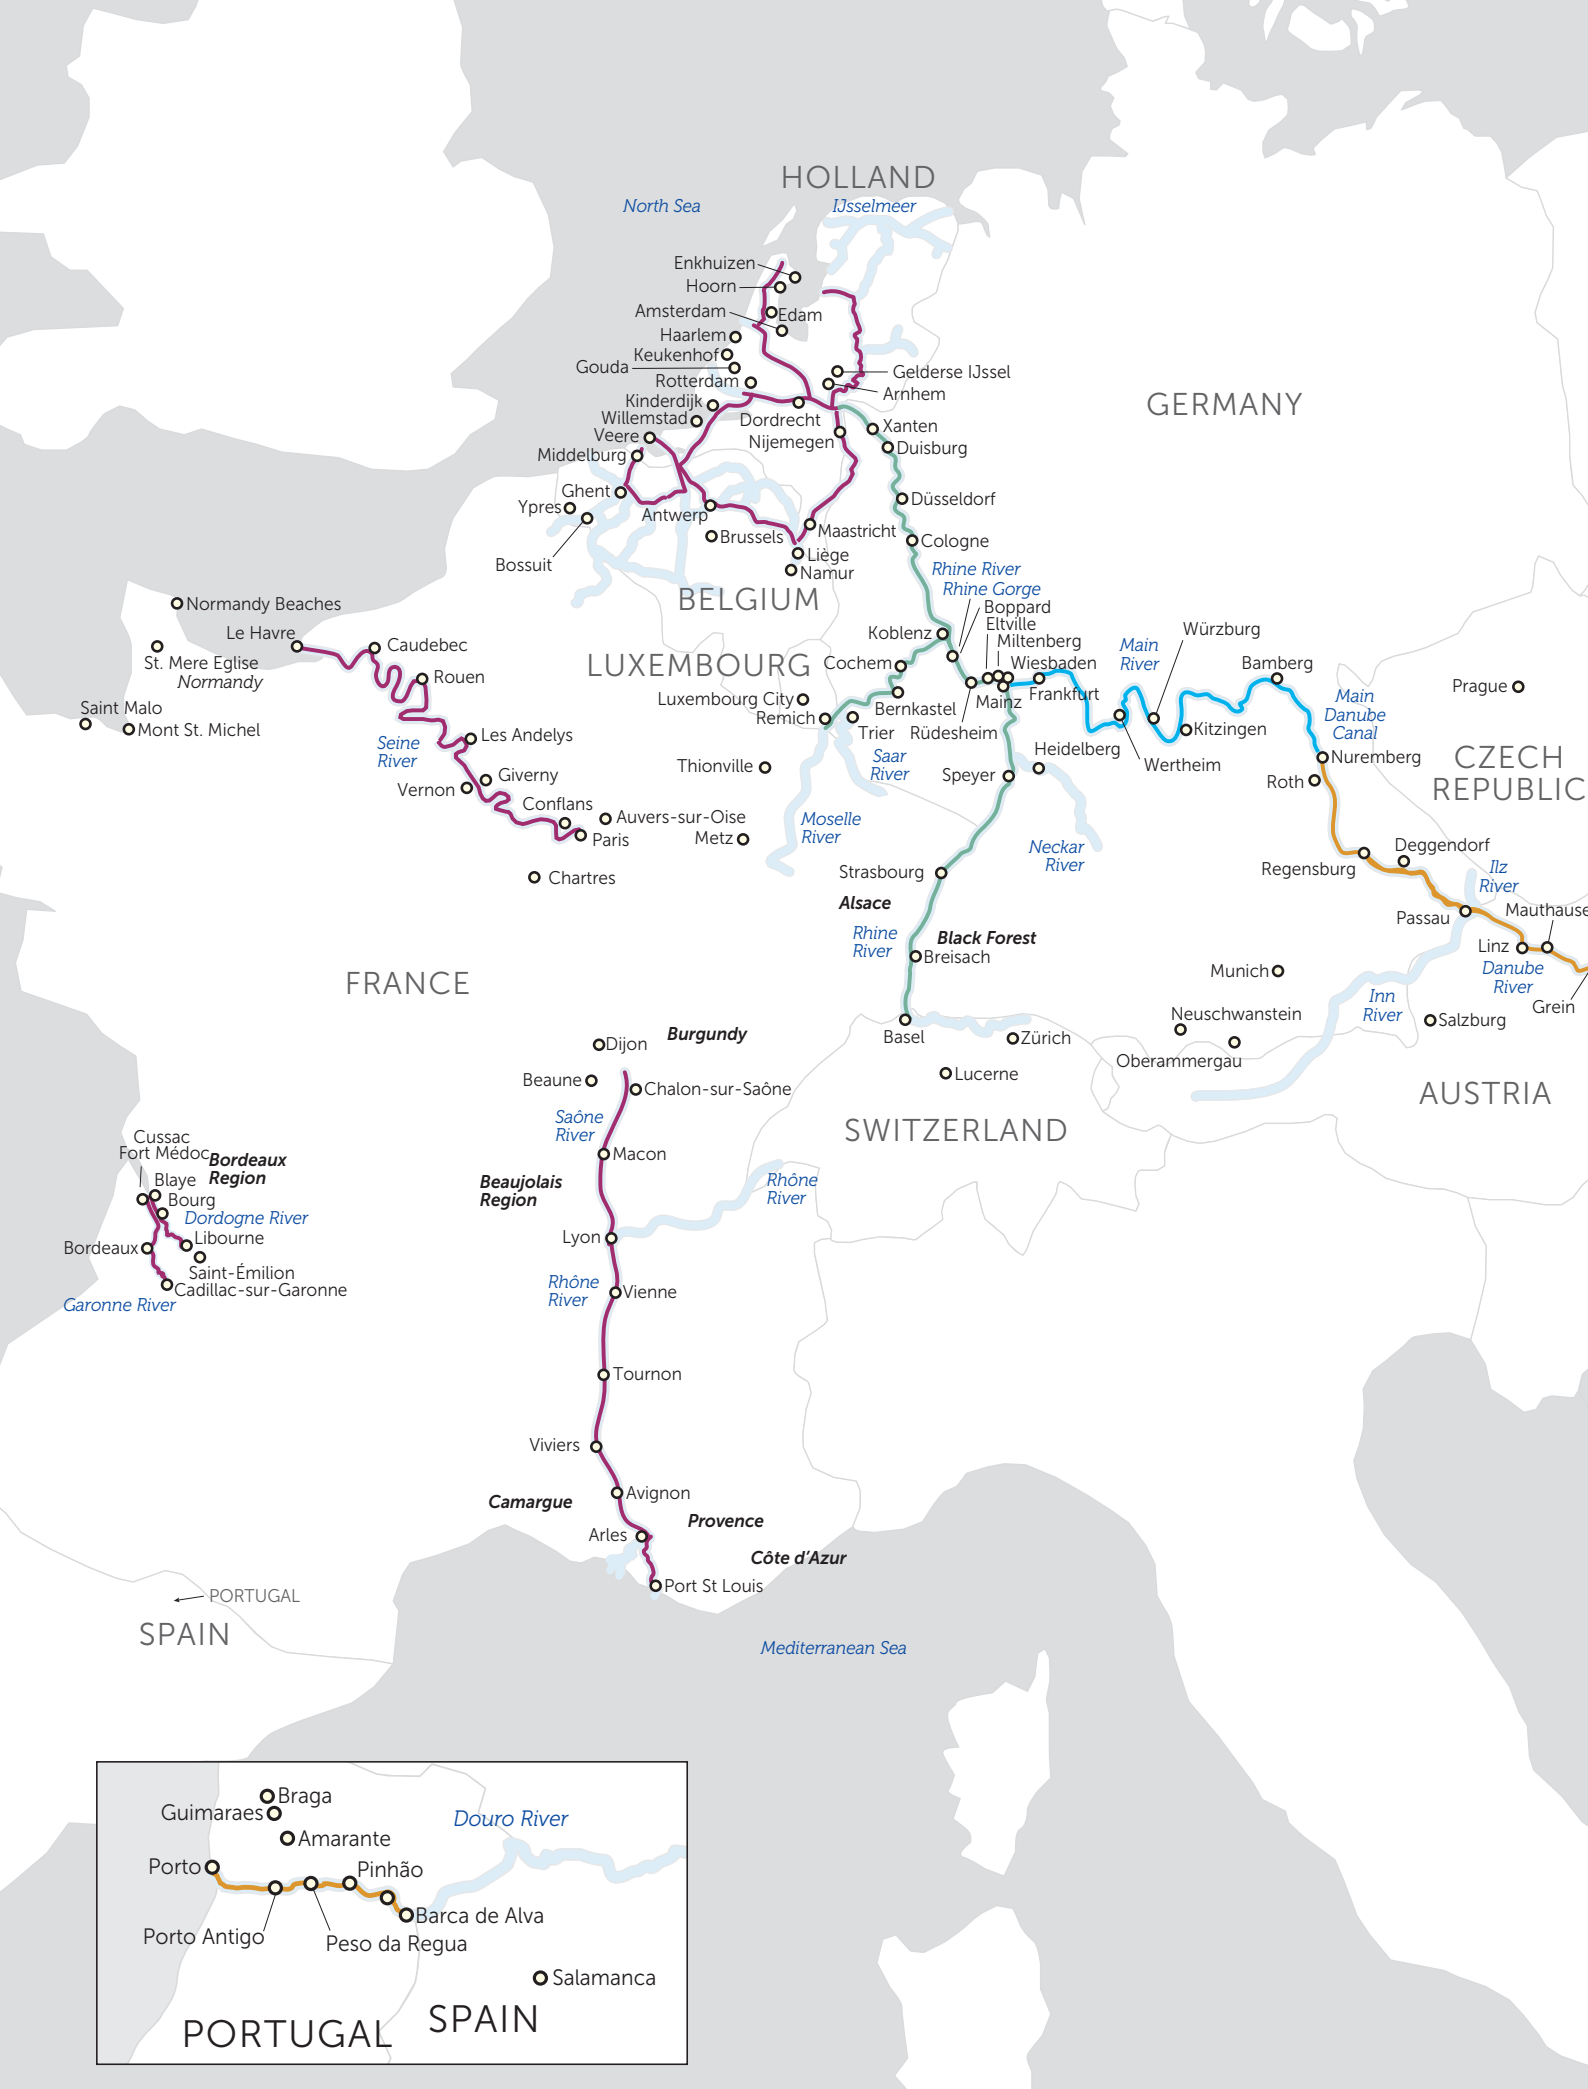 HOLLAND
North Sea
IJsselmeer
Enkhuizen
Hoorn
Amsterdam
Edam
Haarlem
Keukenhof
Gouda
Rotterdam
Gelderse IJssel
Arnhem
GERMANY
Kinderdijk
Willemstad
Dordrecht
Xanten
Veere
Nijemegen
Duisburg
Middelburg
Ghent
Ypres
Antwerp
Düsseldorf
Brussels
Maastricht
Cologne
Bossuit
Liège
Namur
Rhine River
Rhine Gorge
BELGIUM
Normandy Beaches
Boppard
Eltville
Le Havre
Caudebec
Koblenz
Miltenberg
Würzburg
Main
River
St. Mere Eglise
Normandy
LUXEMBOURG
Cochem
Wiesbaden
Bamberg
Rouen
Luxembourg City
Bernkastel
Mainz
Frankfurt
Prague
Main
Danube
Canal
Saint Malo
Mont St. Michel
Remich
Trier
Rüdesheim
Kitzingen
Les Andelys
Seine
River
Saar
River
Heidelberg
Wertheim
Nuremberg
CZECH
REPUBLIC
Thionville
Speyer
Roth
Giverny
Vernon
Conflans
Auvers-sur-Oise
Paris
Metz
Moselle
River
Neckar
River
Deggendorf
Regensburg
Chartres
Strasbourg
Ilz
River
Alsace
Passau
Mauthause
Rhine
River
Black Forest
Breisach
Linz
Danube
River
FRANCE
Munich
Inn
River
Grein
Neuschwanstein
Salzburg
Burgundy
Dijon
Basel
Zürich
Oberammergau
Beaune
Chalon-sur-Saône
Lucerne
AUSTRIA
Saône
River
SWITZERLAND
Cussac
Fort Médoc
Bordeaux
Region
Macon
Blaye
Bourg
Beaujolais
Region
Rhône
River
Dordogne River
Libourne
Lyon
Bordeaux
Saint-Émilion
Cadillac-sur-Garonne
Garonne River
Rhône
River
Vienne
Tournon
Viviers
Avignon
Camargue
Provence
Arles
Côte d’Azur
Port St Louis
PORTUGAL
SPAIN
Mediterranean Sea
Braga
Guimaraes
Douro River
Amarante
Porto
Pinhão
Barca de Alva
Porto Antigo
Peso da Regua
Salamanca
SPAIN
PORTUGAL